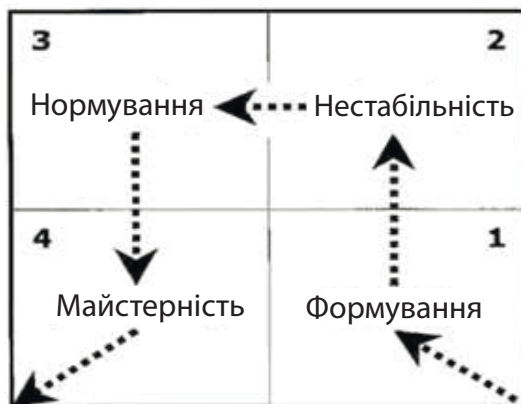 3
2
Нормування
Нестабільність
4
1
Майстерність
Формування